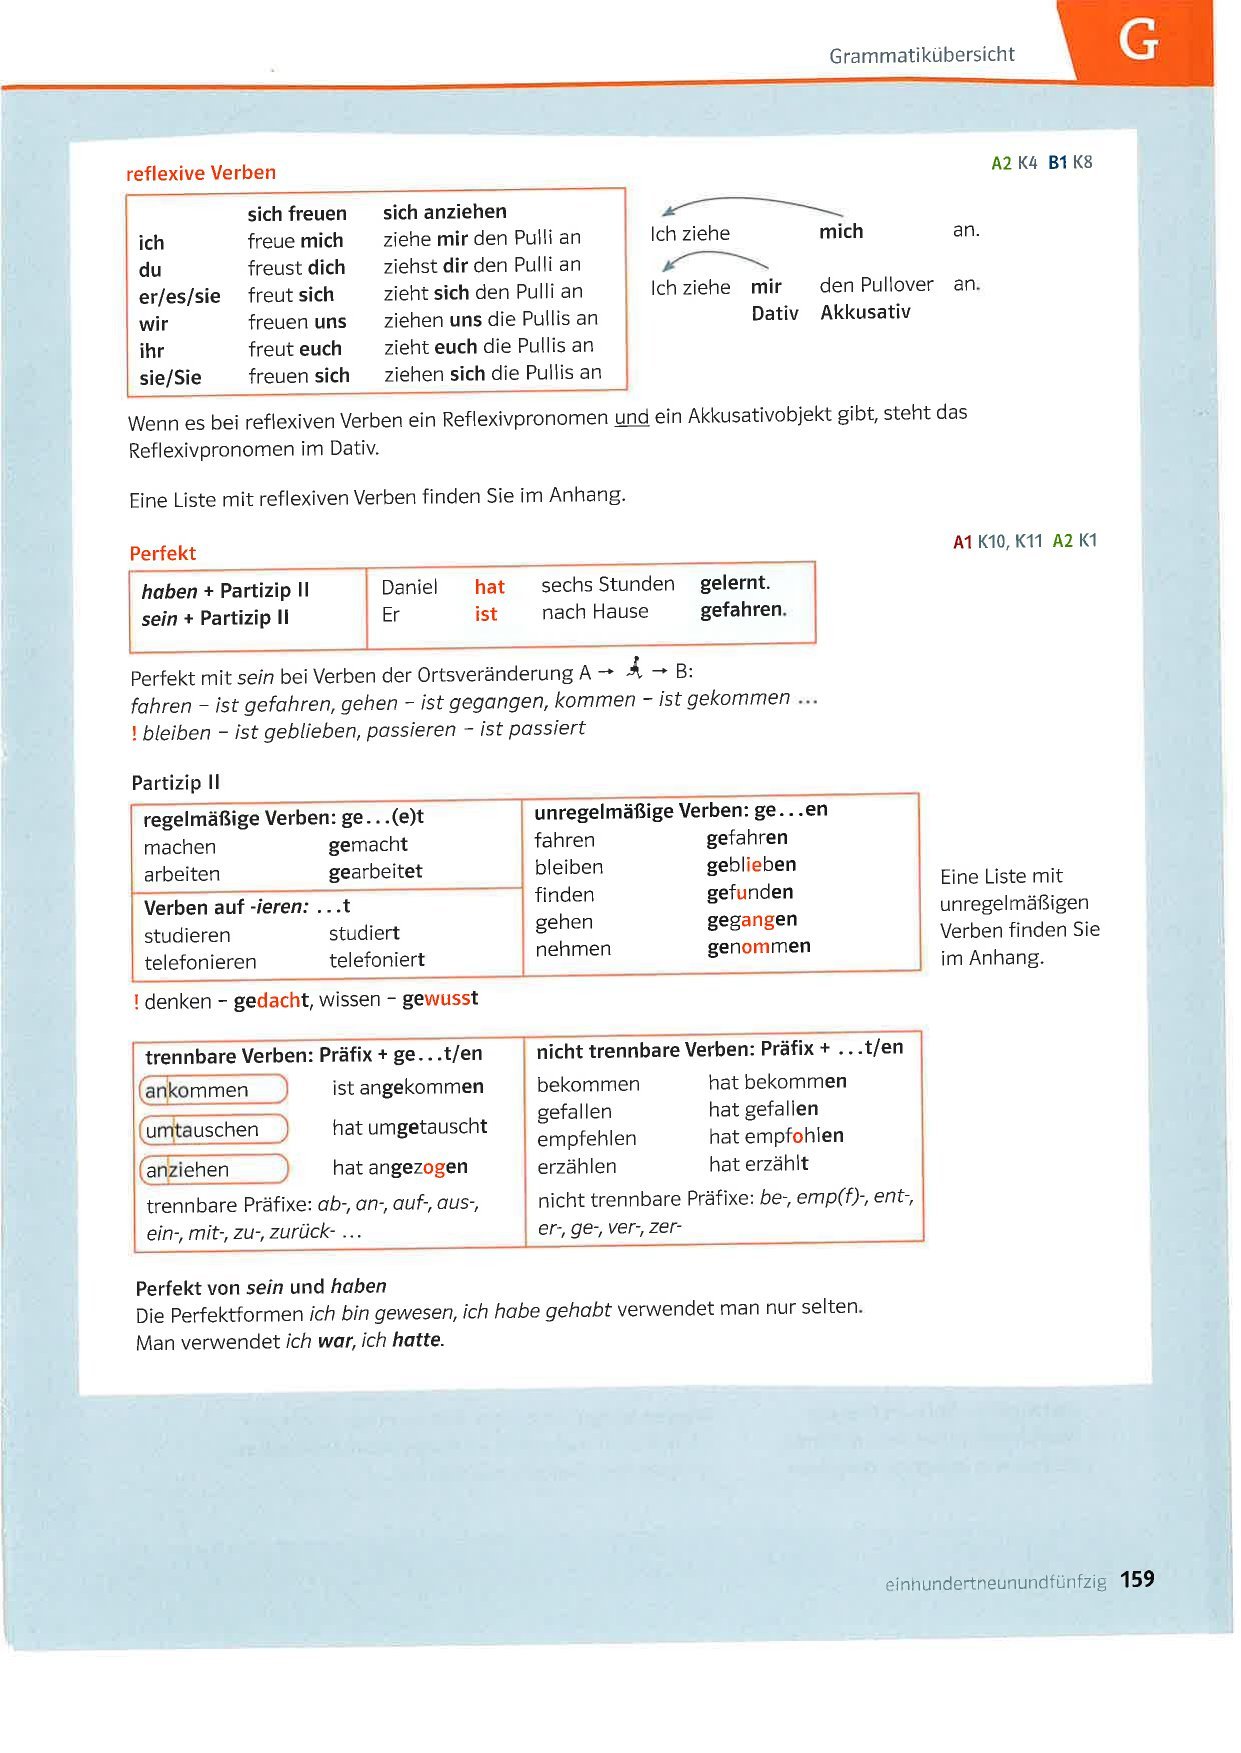 Grammatikübersicht G
reflexive Verben A2 K4 B1 K8
sich freuen sich anziehen
ich freue mich ziehe mir den Pulli an
du freust dich ziehst dir den Pulli an
er/es/sie freut sich zieht sich den Pulli an
wir freuen uns ziehen uns die Pullis an
ihr freut euch zieht euch die Pullis an
sie/Sie freuen sich ziehen sich die Pullis an
Ich ziehe mich an.
Ich ziehe mir den Pullover an.
Dativ Akkusativ
Wenn es bei reflexiven Verben ein Reflexivpronomen und ein Akkusativobjekt gibt, steht das
Reflexivpronomen im Dativ.
Eine Liste mit reflexiven Verben finden Sie im Anhang.
Perfekt A1 K10, K11 A2 K1
haben + Partizip II Daniel hat sechs Stunden gelernt.
sein + Partizip II Er ist nach Hause gefahren.
Perfekt mit sein bei Verben der Ortsveränderung A → → B:
fahren – ist gefahren, gehen – ist gegangen, kommen – ist gekommen ...
! bleiben – ist geblieben, passieren – ist passiert
Partizip II
regelmäßige Verben: ge...(e)t
machen gemacht
arbeiten gearbeitet
Verben auf -ieren: ...t
studieren studiert
telefonieren telefoniert
unregelmäßige Verben: ge...en
fahren gefahren
bleiben geblieben
finden gefunden
gehen gegangen
nehmen genommen
Eine Liste mit
unregelmäßigen
Verben finden Sie
im Anhang.
! denken – gedacht, wissen – gewusst
trennbare Verben: Präfix + ge...t/en
ankommen ist angekommen
umtauschen hat umgetauscht
anziehen hat angezogen
trennbare Präfixe: ab-, an-, auf-, aus-,
ein-, mit-, zu-, zurück- ...
nicht trennbare Verben: Präfix + ...t/en
bekommen hat bekommen
gefallen hat gefallen
empfehlen hat empfohlen
erzählen hat erzählt
nicht trennbare Präfixe: be-, emp(f)-, ent-,
er-, ge-, ver-, zer-
Perfekt von sein und haben
Die Perfektformen ich bin gewesen, ich habe gehabt verwendet man nur selten.
Man verwendet ich war, ich hatte.
einhundertneunundfünfzig 159